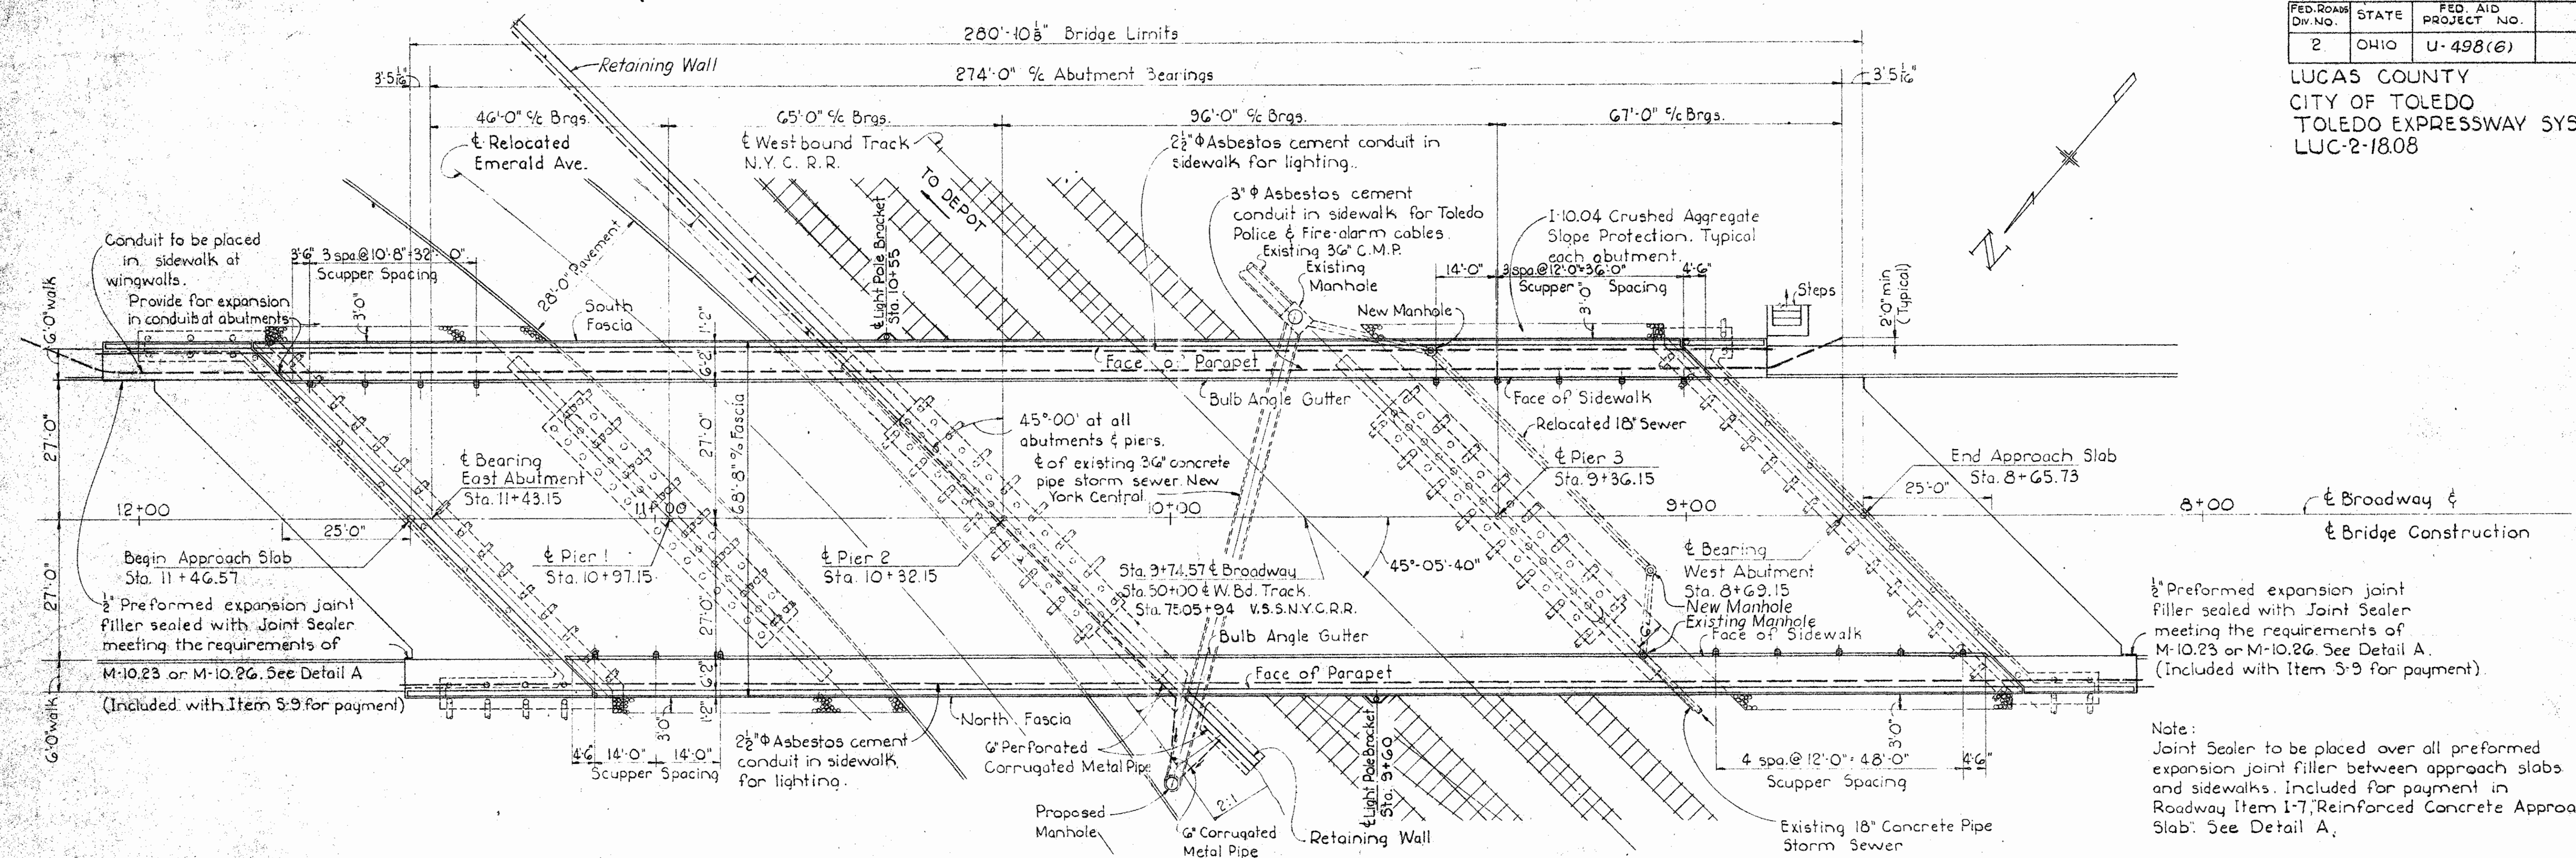 FED. ROADS DIV. NO. STATE FED. AID PROJECT NO.
2 OHIO U-498(6)
LUCAS COUNTY
CITY OF TOLEDO
TOLEDO EXPRESSWAY SYS
LUC-2-18.08
280'-10⅛" Bridge Limits
274'-0" c/c Abutment Bearings
3'-5 1/16"
3'-5 1/16"
46'-0" c/c Brgs.
65'-0" c/c Brgs.
96'-0" c/c Brgs.
67'-0" c/c Brgs.
Retaining Wall
℄ Relocated
Emerald Ave.
℄ Westbound Track
N.Y.C. R.R.
TO DEPOT
2½"Φ Asbestos cement conduit in
sidewalk for lighting.
3"Φ Asbestos cement
conduit in sidewalk for Toledo
Police & Fire-alarm cables.
Existing 36" C.M.P.
Existing
Manhole
I-10.04 Crushed Aggregate
Slope Protection. Typical
each abutment.
14'-0"
3 spa.@12'-0"=36'-0"
4'-6"
Scupper Spacing
3'-0"
New Manhole
Steps
2'-0" min
(Typical)
N
Conduit to be placed
in sidewalk at
wingwalls.
Provide for expansion
in conduits at abutments
3'-6" 3 spa.@10'-8"=32'-0"
Scupper Spacing
3'-0"
28'-0" Pavement
South
Fascia
℄ Light Pole Bracket
Sta. 10+55
6'-0" walk
1'-2"
6'-2"
Face of Parapet
Bulb Angle Gutter
Face of Sidewalk
Relocated 18" Sewer
27'-0"
27'-0"
68'-8" c/c Fascia
45°-00' at all
abutments & piers.
℄ of existing 36" concrete
pipe storm sewer. New
York Central.
℄ Bearing
East Abutment
Sta. 11+43.15
℄ Pier 3
Sta. 9+36.15
End Approach Slab
Sta. 8+65.73
25'-0"
12+00
11+00
10+00
9+00
8+00
℄ Broadway &
℄ Bridge Construction
25'-0"
Begin Approach Slab
Sta. 11+46.57
℄ Pier 1
Sta. 10+97.15
℄ Pier 2
Sta. 10+32.15
Sta. 9+74.57 ℄ Broadway
Sta. 50+00 ℄ W. Bd. Track.
Sta. 7505+94 V.S.S.N.Y.C.R.R.
45°-05'-40"
℄ Bearing
West Abutment
Sta. 8+69.15
New Manhole
Existing Manhole
Face of Sidewalk
27'-0"
27'-0"
½" Preformed expansion joint
filler sealed with Joint Sealer
meeting the requirements of
M-10.23 or M-10.26. See Detail A
(Included with Item S-9 for payment)
½" Preformed expansion joint
filler sealed with Joint Sealer
meeting the requirements of
M-10.23 or M-10.26. See Detail A.
(Included with Item S-9 for payment)
Bulb Angle Gutter
Face of Parapet
6'-2"
1'-2"
6'-0" walk
North Fascia
3'-0"
4'-6" 14'-0" 14'-0"
Scupper Spacing
2½"Φ Asbestos cement
conduit in sidewalk
for lighting.
6" Perforated
Corrugated Metal Pipe
Proposed
Manhole
2:1
6" Corrugated
Metal Pipe
Retaining Wall
℄ Light Pole Bracket
Sta. 9+60
3'-0"
4 spa.@12'-0"=48'-0"
4'-6"
Scupper Spacing
Existing 18" Concrete Pipe
Storm Sewer
Note:
Joint Sealer to be placed over all preformed
expansion joint filler between approach slabs
and sidewalks. Included for payment in
Roadway Item I-7, "Reinforced Concrete Approa
Slab". See Detail A.